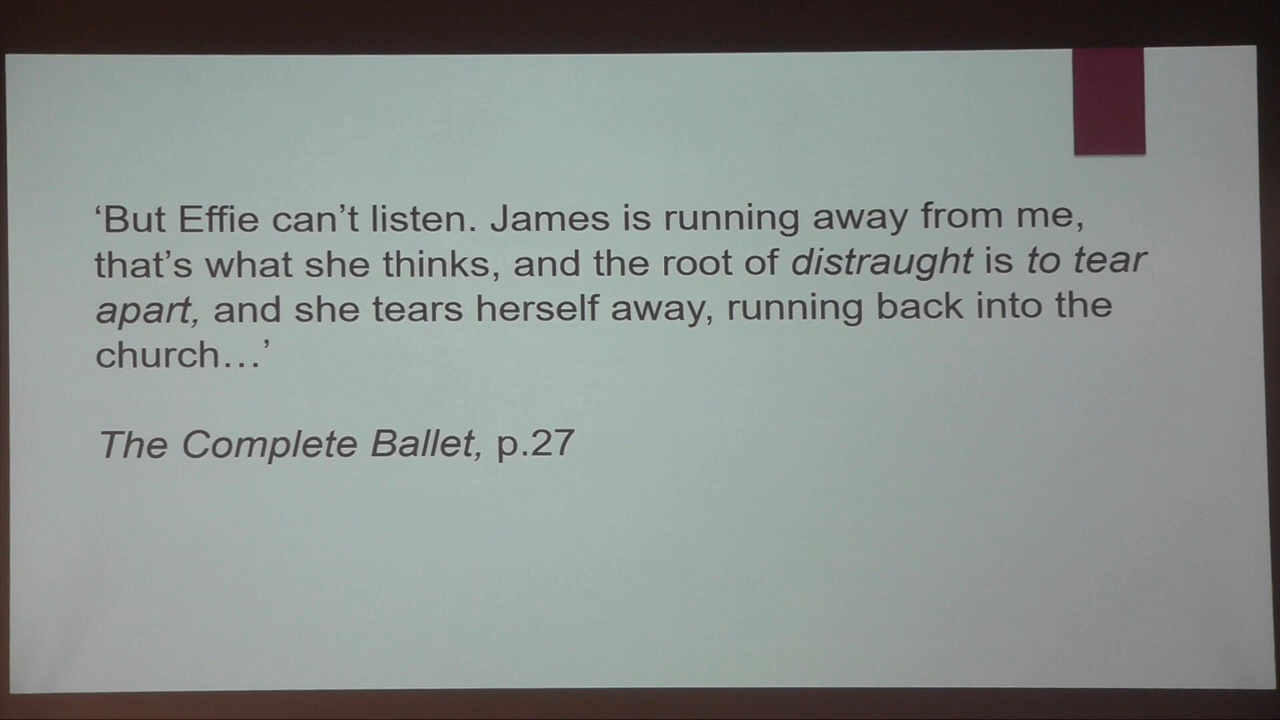 ‘But Effie can’t listen. James is running away from me,
that’s what she thinks, and the root of distraught is to tear
apart, and she tears herself away, running back into the
church…’
The Complete Ballet, p.27